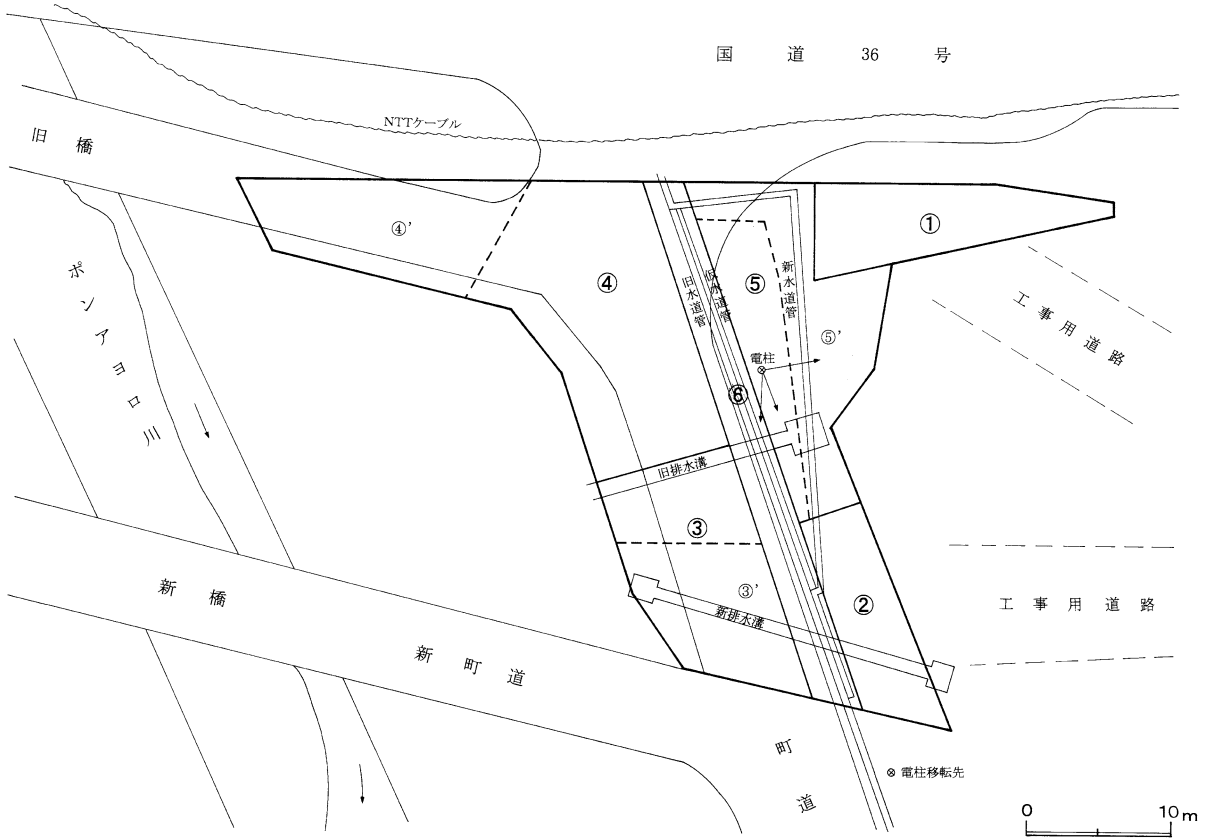 国道36号
NTTケーブル
旧橋
①
④'
ポンアヨロ川
④
旧水道管
仮水道管
⑤
新水道管
工事用道路
⑤'
電柱
⑥
旧排水溝
③
③'
新橋
新排水溝
②
工事用道路
新町道
町道
電柱移転先
0 10m